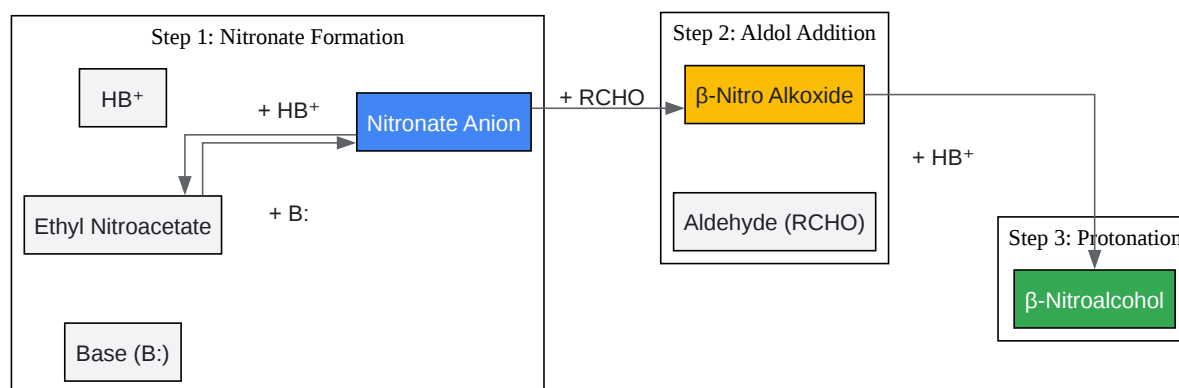 Step 1: Nitronate Formation
HB⁺
+ HB⁺
Nitronate Anion
Ethyl Nitroacetate
+ B:
Base (B:)
+ RCHO
Step 2: Aldol Addition
β-Nitro Alkoxide
Aldehyde (RCHO)
+ HB⁺
Step 3: Protonation
β-Nitroalcohol